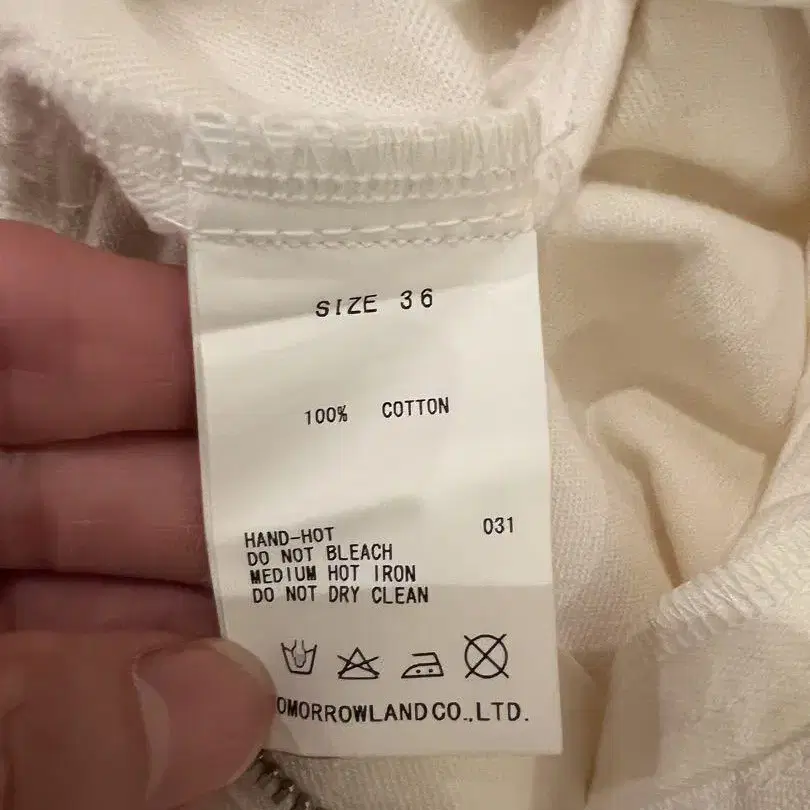 SIZE 36
100% COTTON
HAND-HOT 031
DO NOT BLEACH
MEDIUM HOT IRON
DO NOT DRY CLEAN
OMORROWLAND CO.,LTD.